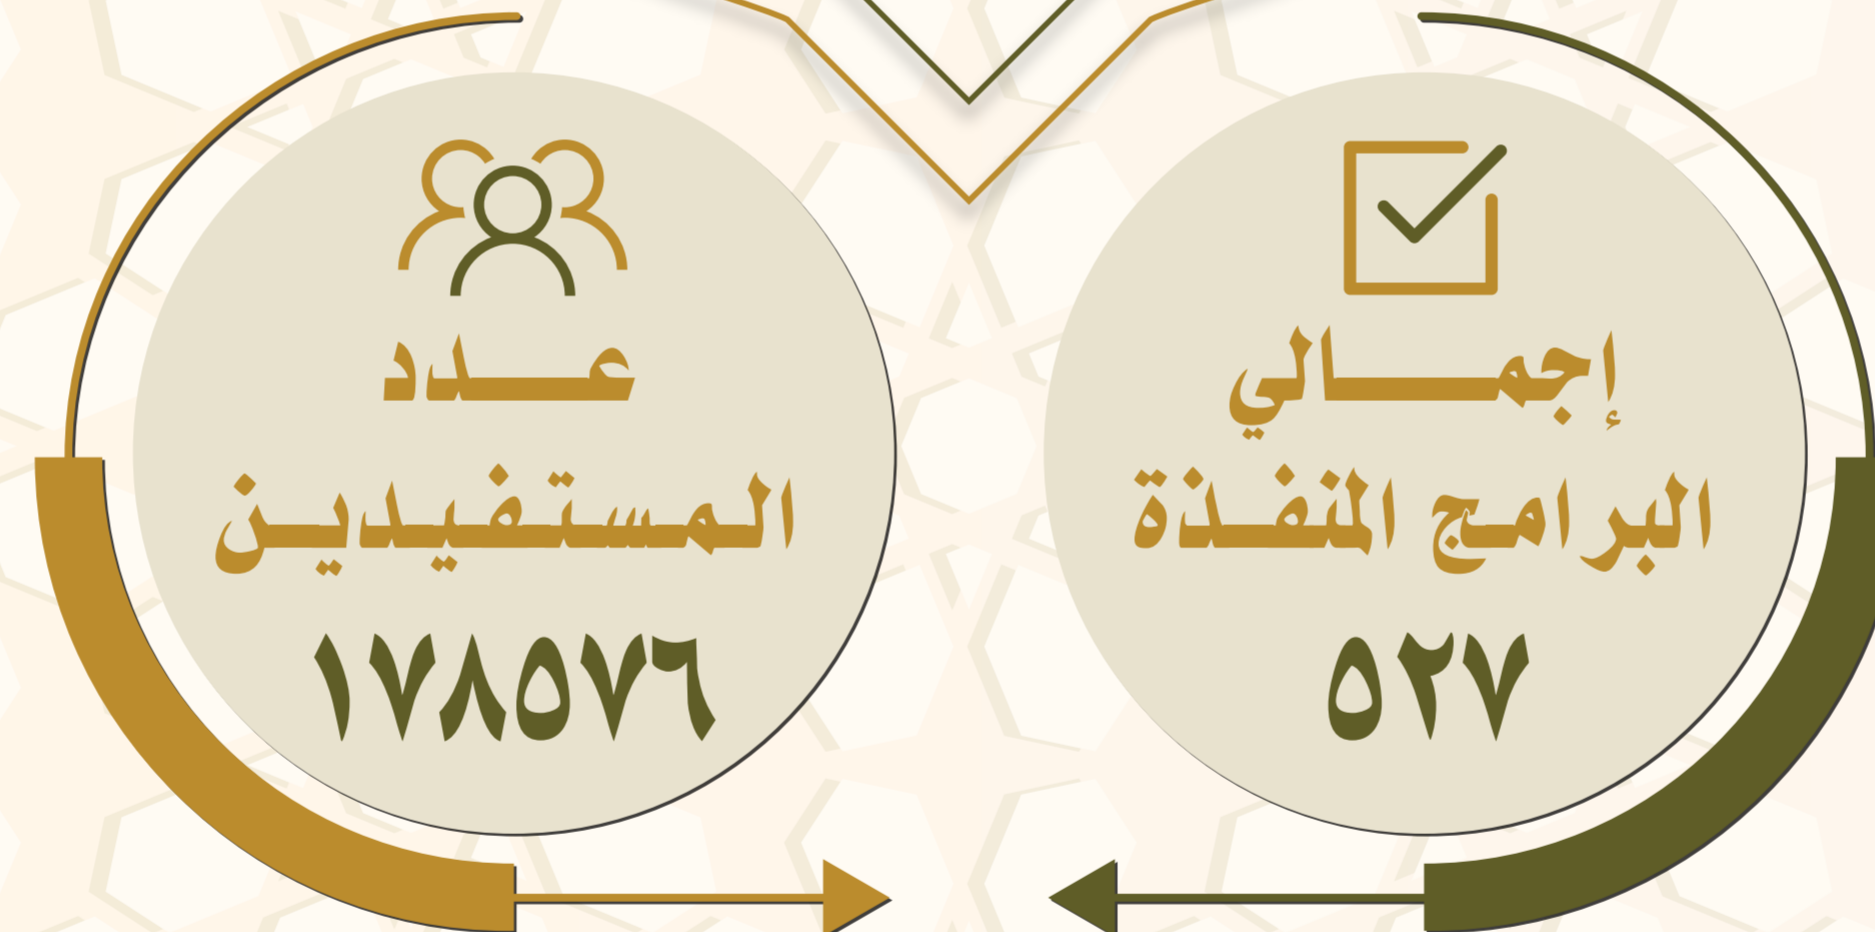 إجمالي
البرامج المنفذة
٥٢٧
عدد
المستفيدين
١٧٨٥٧٦